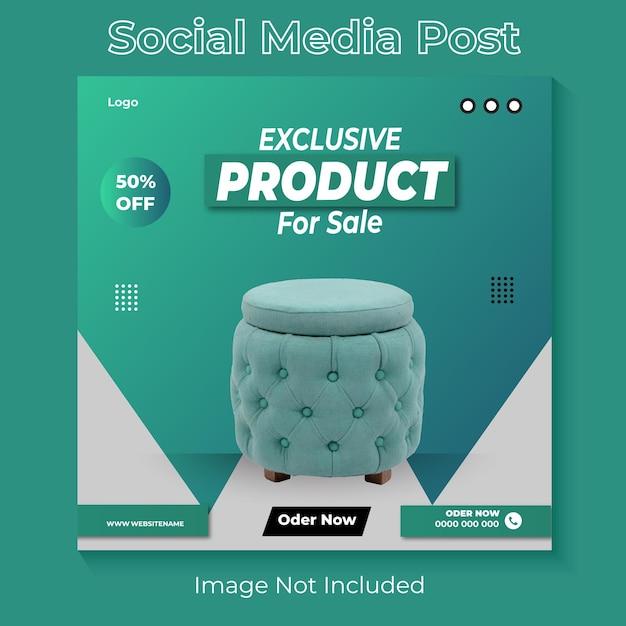 Social Media Post
Logo
EXCLUSIVE
PRODUCT
For Sale
50%
OFF
WWW.WEBSITENAME
Oder Now
ODER NOW
0000 000 000
Image Not Included